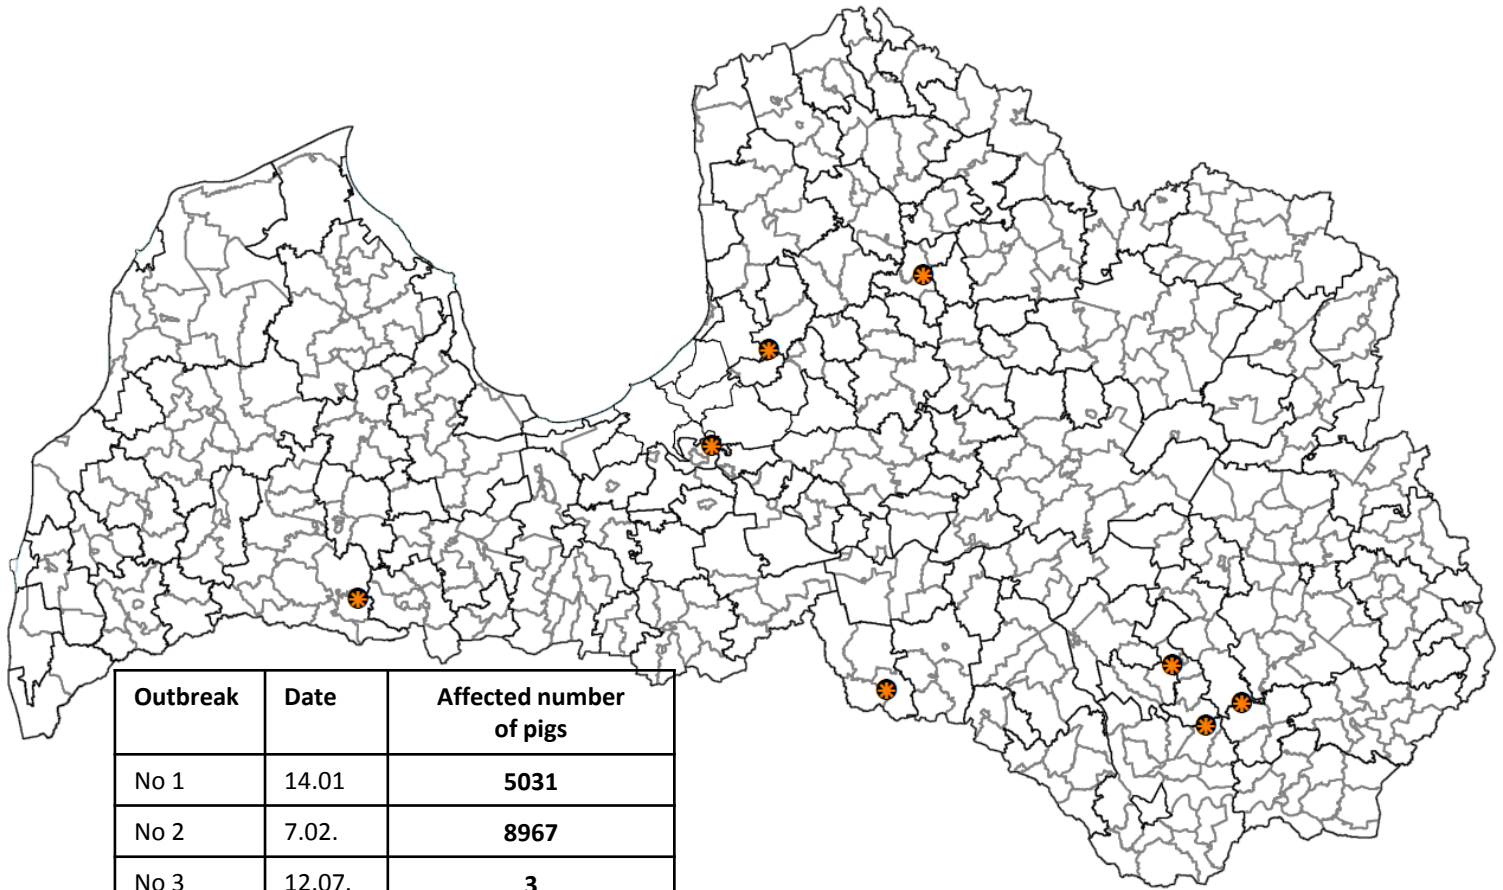 Outbreak Date Affected number
of pigs
No 1 14.01 5031
No 2 7.02. 8967
No 3 12.07. 3